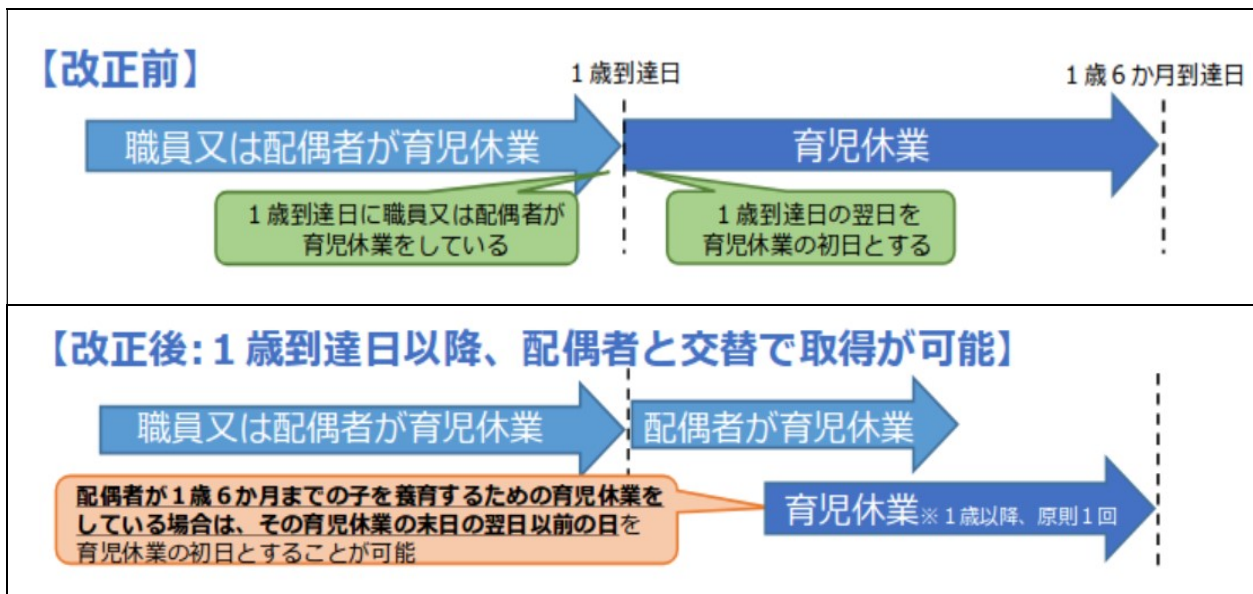 【改正前】
１歳到達日
１歳６か月到達日
職員又は配偶者が育児休業
育児休業
１歳到達日に職員又は配偶者が
育児休業をしている
１歳到達日の翌日を
育児休業の初日とする
【改正後:１歳到達日以降、配偶者と交替で取得が可能】
職員又は配偶者が育児休業
配偶者が育児休業
配偶者が１歳６か月までの子を養育するための育児休業を
している場合は、その育児休業の末日の翌日以前の日を
育児休業の初日とすることが可能
育児休業※１歳以降、原則１回